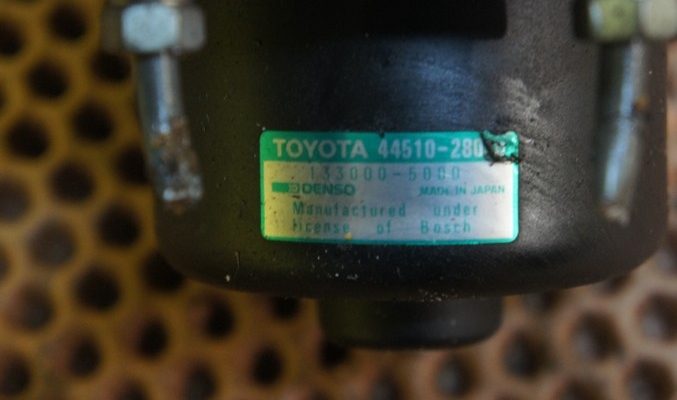 TOYOTA 44510-280
133000-5000
DENSO MADE IN JAPAN
Manufactured under
license of Bosch